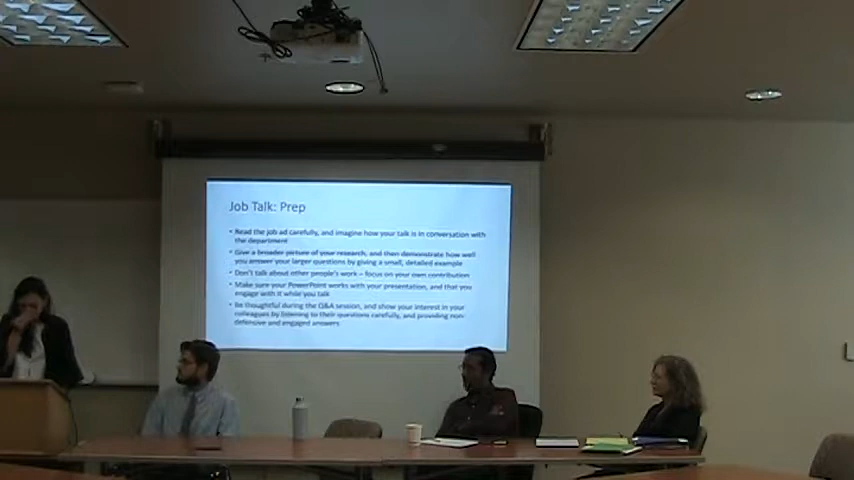 Job Talk: Prep
• Read the job ad carefully, and imagine how your talk is in conversation with
the department
• Give a broader picture of your research, and then demonstrate how well
you answer your larger questions by giving a small, detailed example
• Don't talk about other people's work – focus on your own contribution
• Make sure your PowerPoint works with your presentation, and that you
engage with it while you talk
• Be thoughtful during the Q&A session, and show your interest in your
colleagues by listening to their questions carefully, and providing non-
defensive and engaged answers